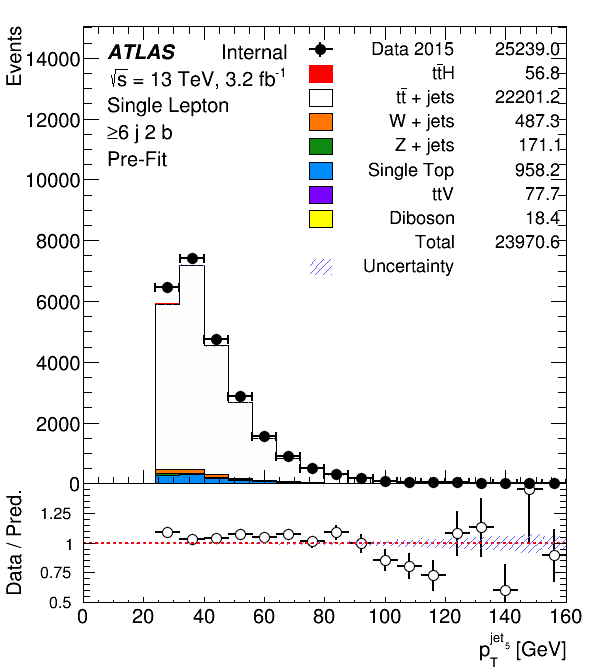 Events
14000
12000
10000
8000
6000
4000
2000
0
ATLAS Internal
√s = 13 TeV, 3.2 fb⁻¹
Single Lepton
≥6 j 2 b
Pre-Fit
Data 2015 25239.0
tt̄H 56.8
tt̄ + jets 22201.2
W + jets 487.3
Z + jets 171.1
Single Top 958.2
ttV 77.7
Diboson 18.4
Total 23970.6
Uncertainty
Data / Pred.
1.25
1
0.75
0.5
0 20 40 60 80 100 120 140 160
p_T^jet_5 [GeV]